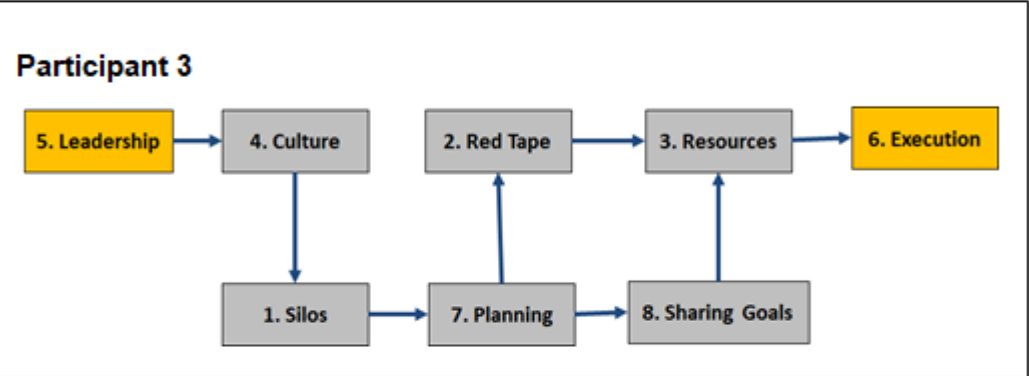 Participant 3
5. Leadership
4. Culture
2. Red Tape
3. Resources
6. Execution
1. Silos
7. Planning
8. Sharing Goals